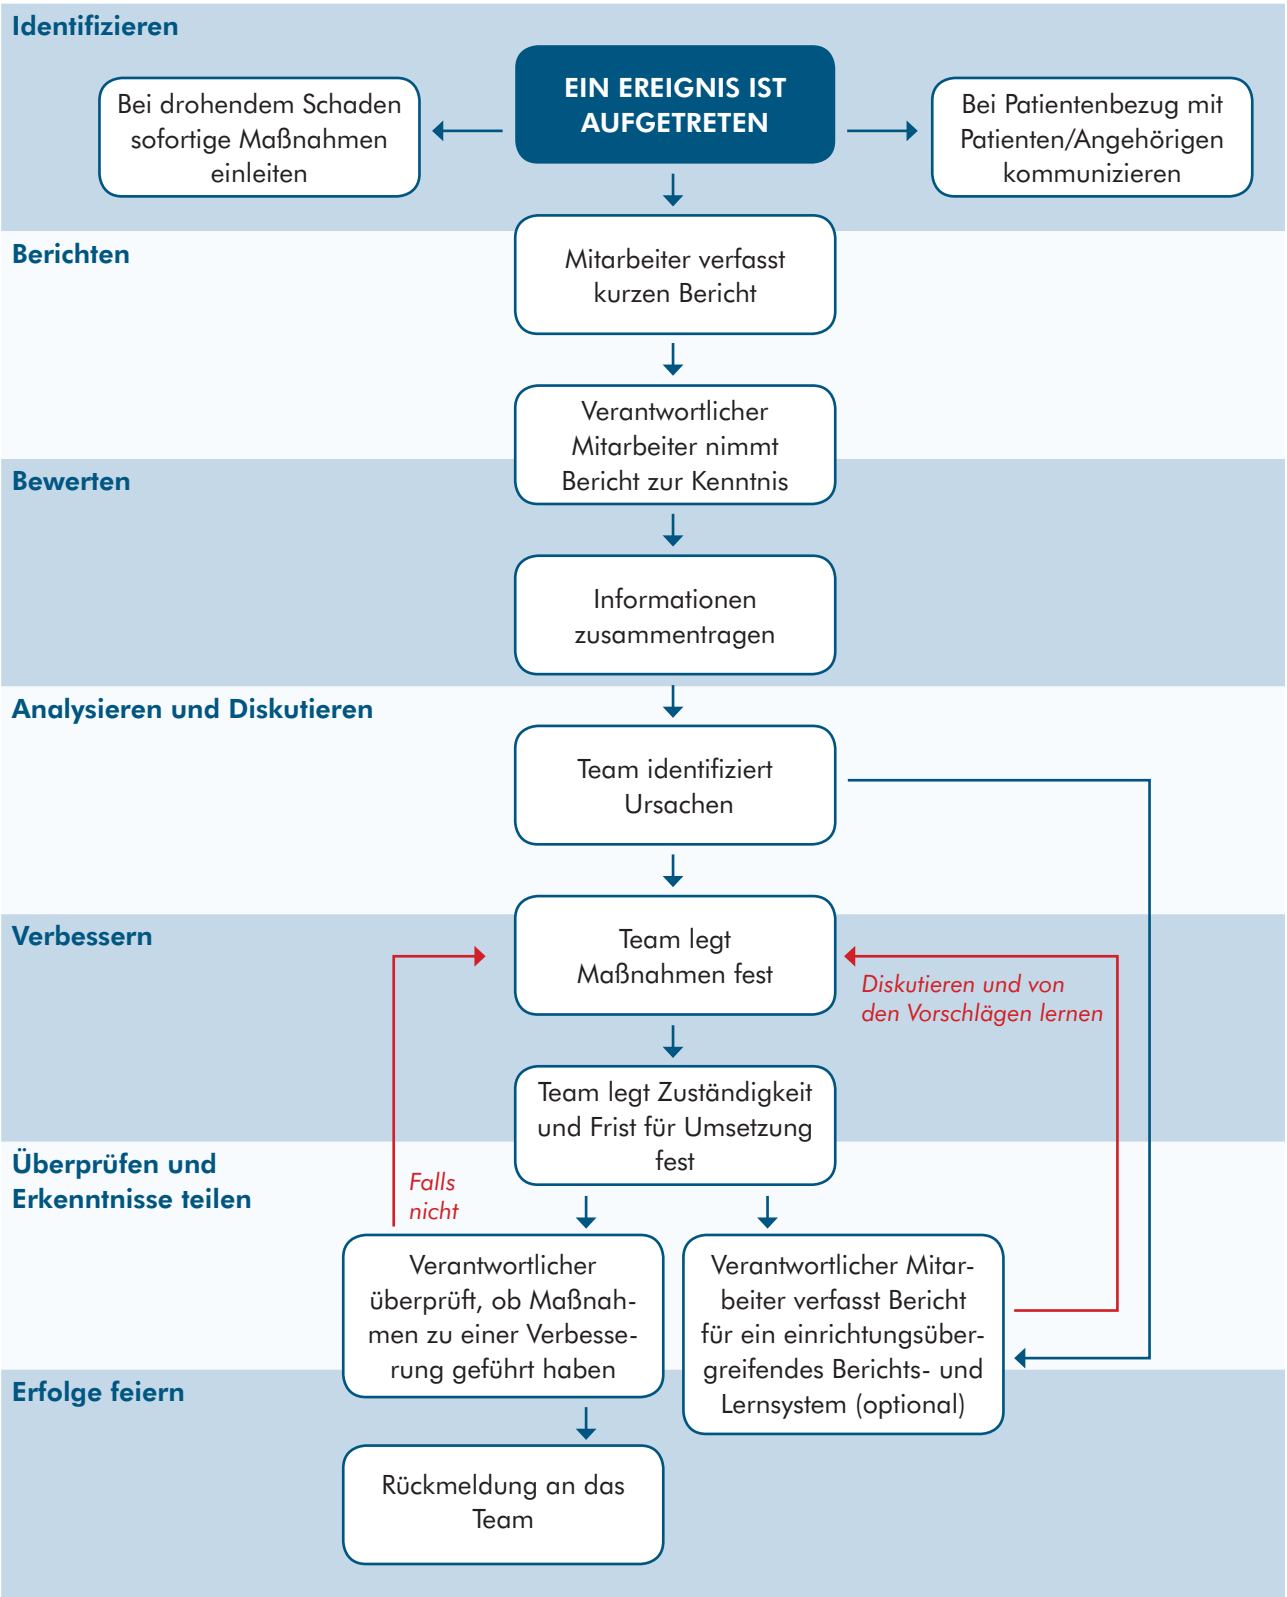 Identifizieren
EIN EREIGNIS IST
AUFGETRETEN
Bei drohendem Schaden
sofortige Maßnahmen
einleiten
Bei Patientenbezug mit
Patienten/Angehörigen
kommunizieren
Berichten
Mitarbeiter verfasst
kurzen Bericht
Verantwortlicher
Mitarbeiter nimmt
Bericht zur Kenntnis
Bewerten
Informationen
zusammentragen
Analysieren und Diskutieren
Team identifiziert
Ursachen
Verbessern
Team legt
Maßnahmen fest
Diskutieren und von
den Vorschlägen lernen
Team legt Zuständigkeit
und Frist für Umsetzung
fest
Überprüfen und
Erkenntnisse teilen
Falls
nicht
Verantwortlicher
überprüft, ob Maßnah-
men zu einer Verbesse-
rung geführt haben
Verantwortlicher Mitar-
beiter verfasst Bericht
für ein einrichtungsüber-
greifendes Berichts- und
Lernsystem (optional)
Erfolge feiern
Rückmeldung an das
Team